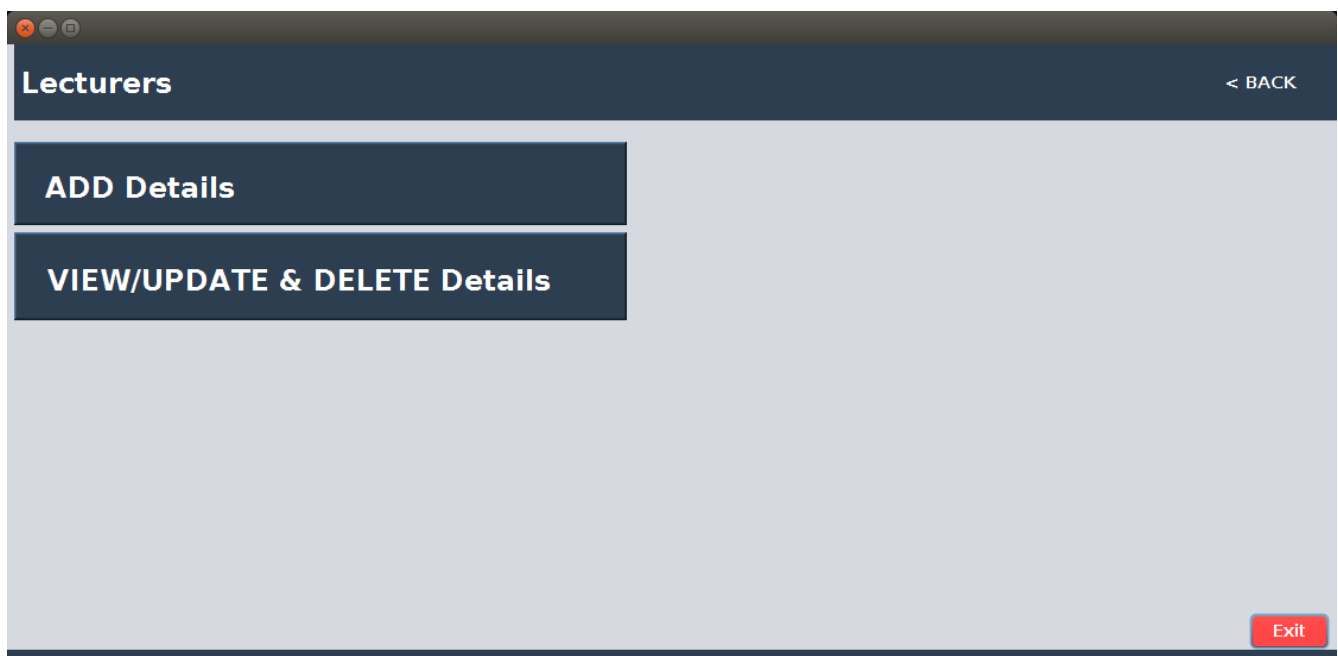 Lecturers
< BACK
ADD Details
VIEW/UPDATE & DELETE Details
Exit